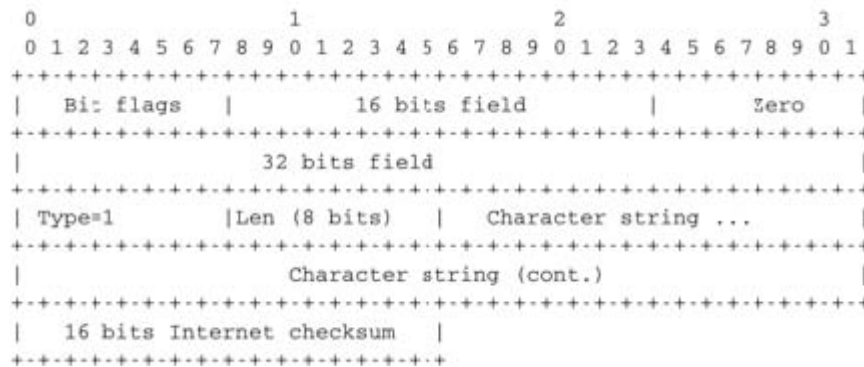 0                   1                   2                   3
0 1 2 3 4 5 6 7 8 9 0 1 2 3 4 5 6 7 8 9 0 1 2 3 4 5 6 7 8 9 0 1
+-+-+-+-+-+-+-+-+-+-+-+-+-+-+-+-+-+-+-+-+-+-+-+-+-+-+-+-+-+-+-+-+
| Bit flags | 16 bits field | Zero
+-+-+-+-+-+-+-+-+-+-+-+-+-+-+-+-+-+-+-+-+-+-+-+-+-+-+-+-+-+-+-+-+
| 32 bits field |
+-+-+-+-+-+-+-+-+-+-+-+-+-+-+-+-+-+-+-+-+-+-+-+-+-+-+-+-+-+-+-+-+
| Type=1 |Len (8 bits) | Character string ... |
+-+-+-+-+-+-+-+-+-+-+-+-+-+-+-+-+-+-+-+-+-+-+-+-+-+-+-+-+-+-+-+-+
| Character string (cont.) |
+-+-+-+-+-+-+-+-+-+-+-+-+-+-+-+-+-+-+-+-+-+-+-+-+-+-+-+-+-+-+-+-+
| 16 bits Internet checksum |
+-+-+-+-+-+-+-+-+-+-+-+-+-+-+-+-+